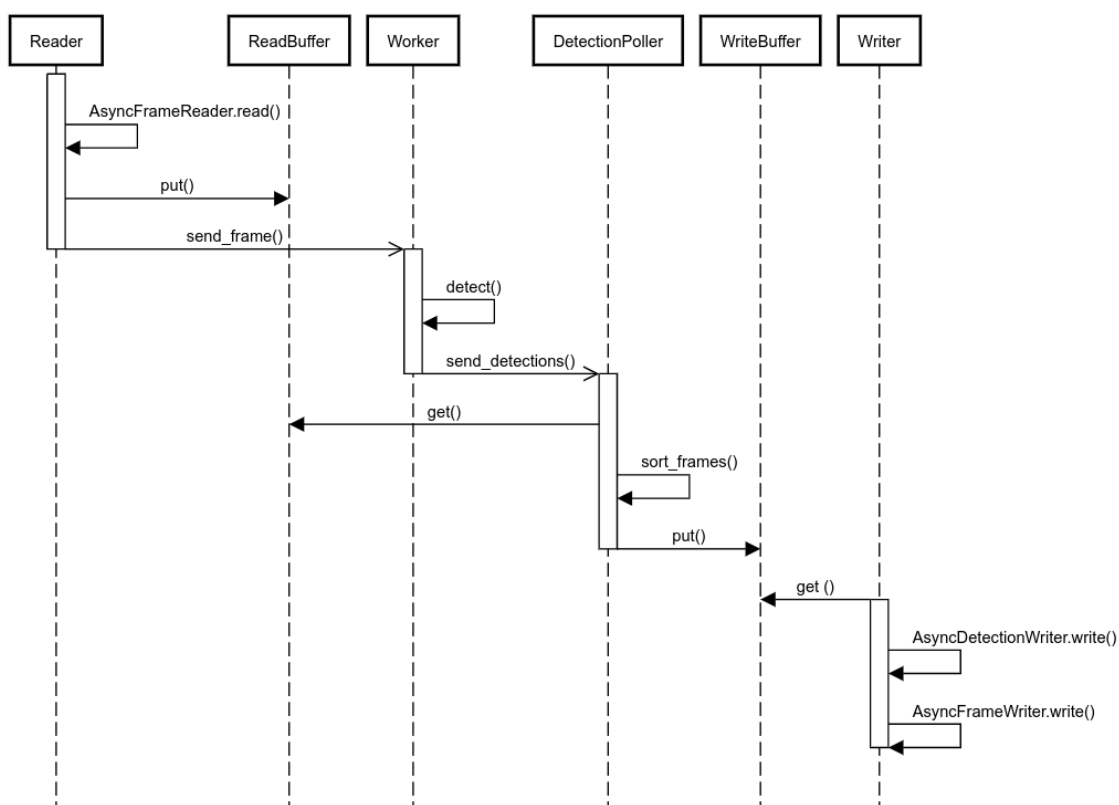 Reader
ReadBuffer
Worker
DetectionPoller
WriteBuffer
Writer
AsyncFrameReader.read()
put()
send_frame()
detect()
send_detections()
get()
sort_frames()
put()
get ()
AsyncDetectionWriter.write()
AsyncFrameWriter.write()